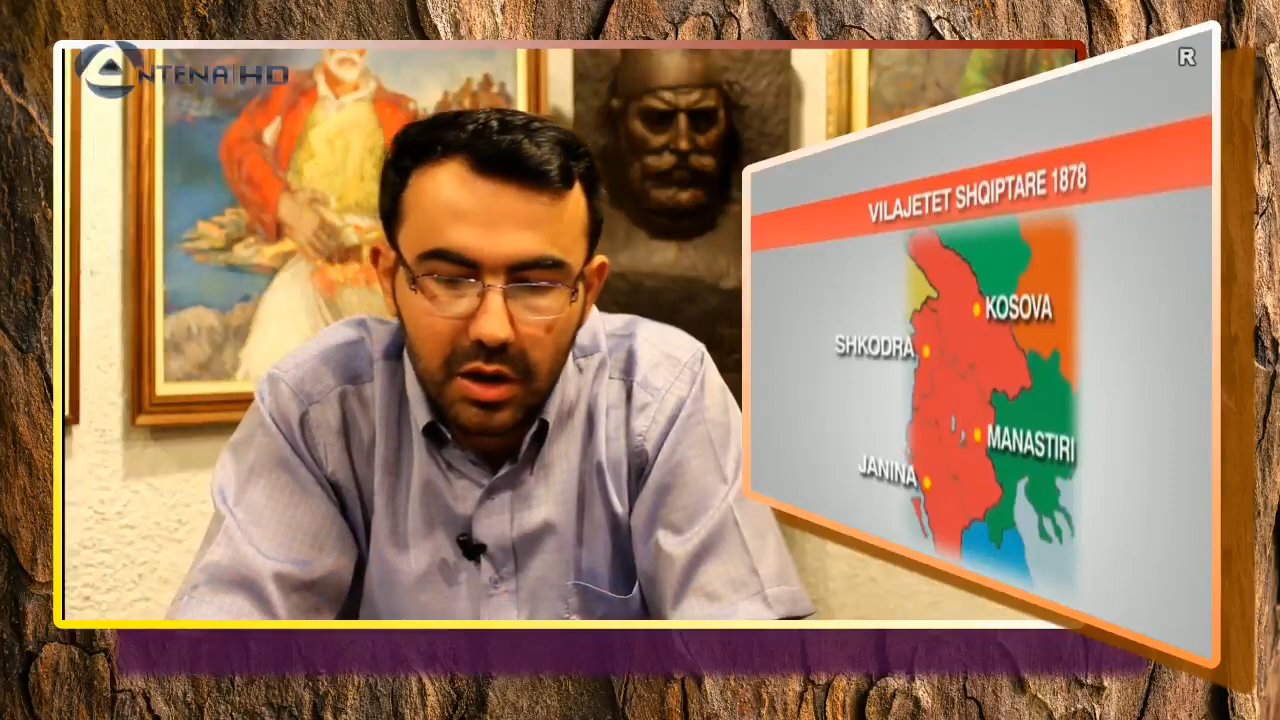 ANTENA|HD
R
VILAJETET SHQIPTARE 1878
KOSOVA
SHKODRA
MANASTIRI
JANINA